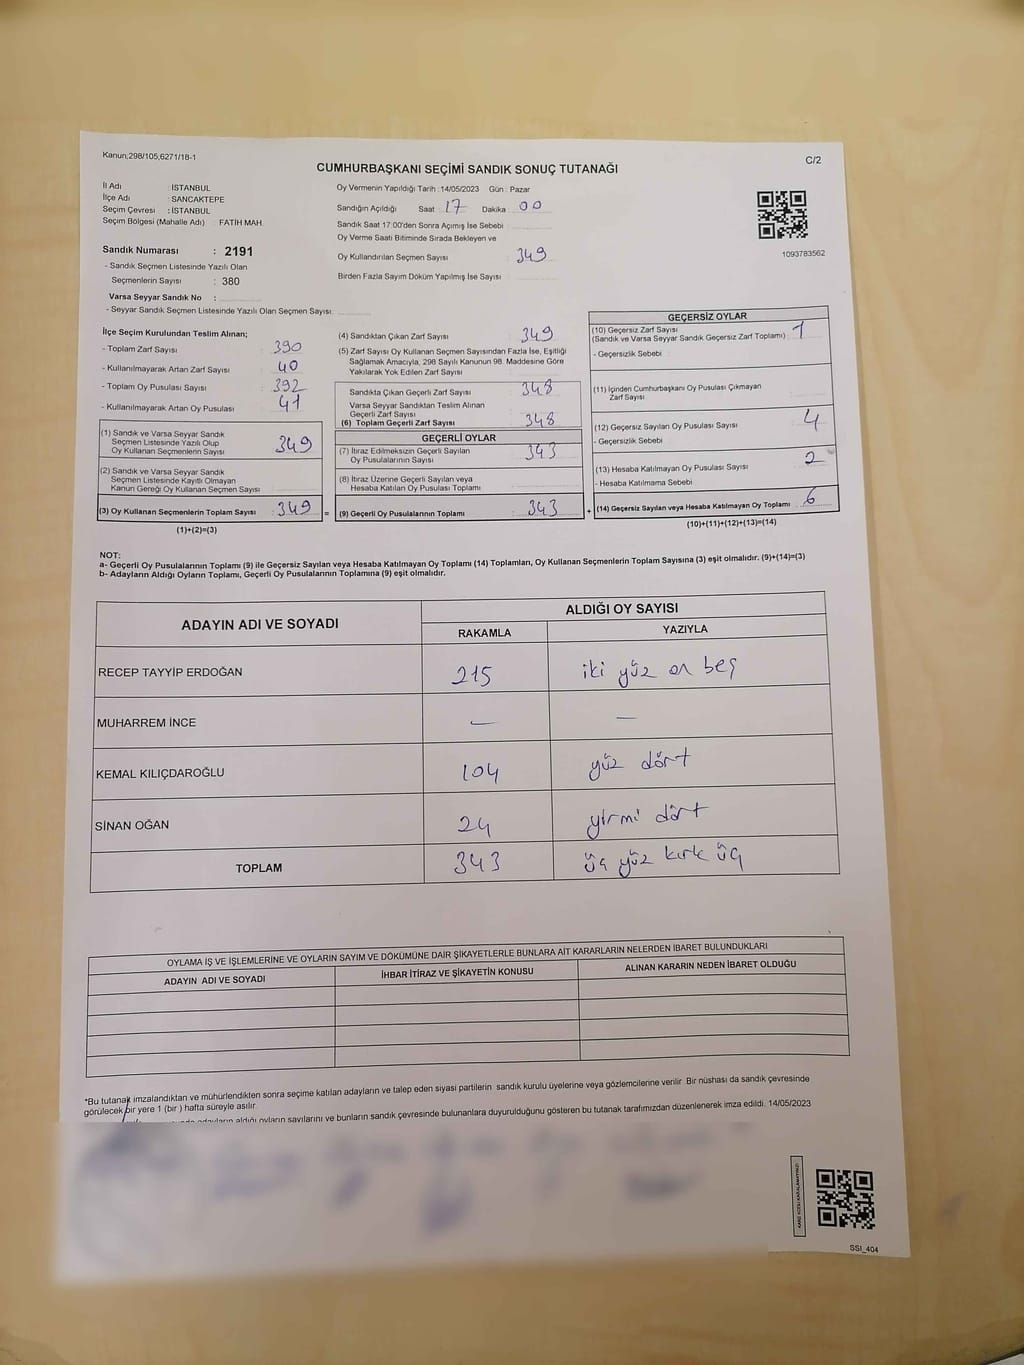 Kanun;298/105,6271/18-1
C/2
CUMHURBAŞKANI SEÇİMİ SANDIK SONUÇ TUTANAĞI
İl Adı : İSTANBUL
İlçe Adı : SANCAKTEPE
Seçim Çevresi : İSTANBUL
Seçim Bölgesi (Mahalle Adı) : FATİH MAH.
Sandık Numarası : 2191
- Sandık Seçmen Listesinde Yazılı Olan
Seçmenlerin Sayısı : 380
Varsa Seyyar Sandık No :
- Seyyar Sandık Seçmen Listesinde Yazılı Olan Seçmen Sayısı:
Oy Vermenin Yapıldığı Tarih :14/05/2023 Gün : Pazar
Sandığın Açıldığı Saat : 17 Dakika : 00
Sandık Saat 17:00'den Sonra Açımış İse Sebebi :
Oy Verme Saati Bitiminde Sırada Bekleyen ve
Oy Kullandırılan Seçmen Sayısı : 349
Birden Fazla Sayım Döküm Yapılmış İse Sayısı :
1093783562
İlçe Seçim Kurulundan Teslim Alınan;
- Toplam Zarf Sayısı : 390
- Kullanılmayarak Artan Zarf Sayısı : 40
- Toplam Oy Pusulası Sayısı : 392
- Kullanılmayarak Artan Oy Pusulası : 41
(1) Sandık ve Varsa Seyyar Sandık
Seçmen Listesinde Yazılı Olup
Oy Kullanan Seçmenlerin Sayısı : 349
(2) Sandık ve Varsa Seyyar Sandık
Seçmen Listesinde Kayıtlı Olmayan
Kanun Gereği Oy Kullanan Seçmen Sayısı :
(3) Oy Kullanan Seçmenlerin Toplam Sayısı : 349 =
(1)+(2)=(3)
(4) Sandıktan Çıkan Zarf Sayısı : 349
(5) Zarf Sayısı Oy Kullanan Seçmen Sayısından Fazla İse, Eşitliği
Sağlamak Amacıyla, 298 Sayılı Kanunun 98. Maddesine Göre
Yakılarak Yok Edilen Zarf Sayısı :
Sandıkta Çıkan Geçerli Zarf Sayısı : 348
Varsa Seyyar Sandıktan Teslim Alınan
Geçerli Zarf Sayısı :
(6) Toplam Geçerli Zarf Sayısı : 348
GEÇERLİ OYLAR
(7) İtiraz Edilmeksizin Geçerli Sayılan
Oy Pusulalarının Sayısı : 343
(8) İtiraz Üzerine Geçerli Sayılan veya
Hesaba Katılan Oy Pusulası Toplamı :
(9) Geçerli Oy Pusulalarının Toplamı : 343 +
GEÇERSİZ OYLAR
(10) Geçersiz Zarf Sayısı
(Sandık ve Varsa Seyyar Sandık Geçersiz Zarf Toplamı) : 1
- Geçersizlik Sebebi :
(11) İçinden Cumhurbaşkanı Oy Pusulası Çıkmayan
Zarf Sayısı :
(12) Geçersiz Sayılan Oy Pusulası Sayısı : 4
- Geçersizlik Sebebi :
(13) Hesaba Katılmayan Oy Pusulası Sayısı : 2
- Hesaba Katılmama Sebebi :
(14) Geçersiz Sayılan veya Hesaba Katılmayan Oy Toplamı : 6
(10)+(11)+(12)+(13)=(14)
NOT:
a- Geçerli Oy Pusulalarının Toplamı (9) ile Geçersiz Sayılan veya Hesaba Katılmayan Oy Toplamı (14) Toplamları, Oy Kullanan Seçmenlerin Toplam Sayısına (3) eşit olmalıdır. (9)+(14)=(3)
b- Adayların Aldığı Oyların Toplamı, Geçerli Oy Pusulalarının Toplamına (9) eşit olmalıdır.
ADAYIN ADI VE SOYADI
ALDIĞI OY SAYISI
RAKAMLA YAZIYLA
RECEP TAYYİP ERDOĞAN 215 iki yüz on beş
MUHARREM İNCE — —
KEMAL KILIÇDAROĞLU 104 yüz dört
SİNAN OĞAN 24 yirmi dört
TOPLAM 343 üç yüz kırk üç
OYLAMA İŞ VE İŞLEMLERİNE VE OYLARIN SAYIM VE DÖKÜMÜNE DAİR ŞİKAYETLERLE BUNLARA AİT KARARLARIN NELERDEN İBARET BULUNDUKLARI
ADAYIN ADI VE SOYADI İHBAR İTİRAZ VE ŞİKAYETİN KONUSU ALINAN KARARIN NEDEN İBARET OLDUĞU
*Bu tutanak imzalandıktan ve mühürlendikten sonra seçime katılan adayların ve talep eden siyasi partilerin sandık kurulu üyelerine veya gözlemcilerine verilir Bir nüshası da sandık çevresinde
görülecek bir yere 1 (bir ) hafta süreyle asılır.
adayların aldığı oyların sayılarını ve bunların sandık çevresinde bulunanlara duyurulduğunu gösteren bu tutanak tarafımızdan düzenlenerek imza edildi. 14/05/2023
SSI_404